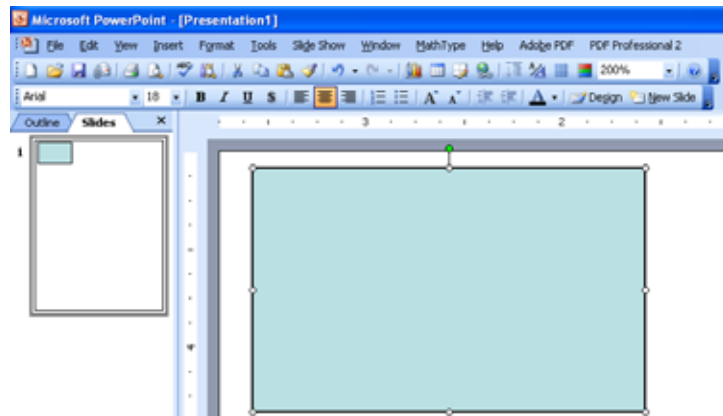 Microsoft PowerPoint - [Presentation1]
File Edit View Insert Format Tools Slide Show Window MathType Help Adobe PDF PDF Professional 2
200%
Arial 18 B I U S A A A Design New Slide
Outline Slides ×
3 2
1
4